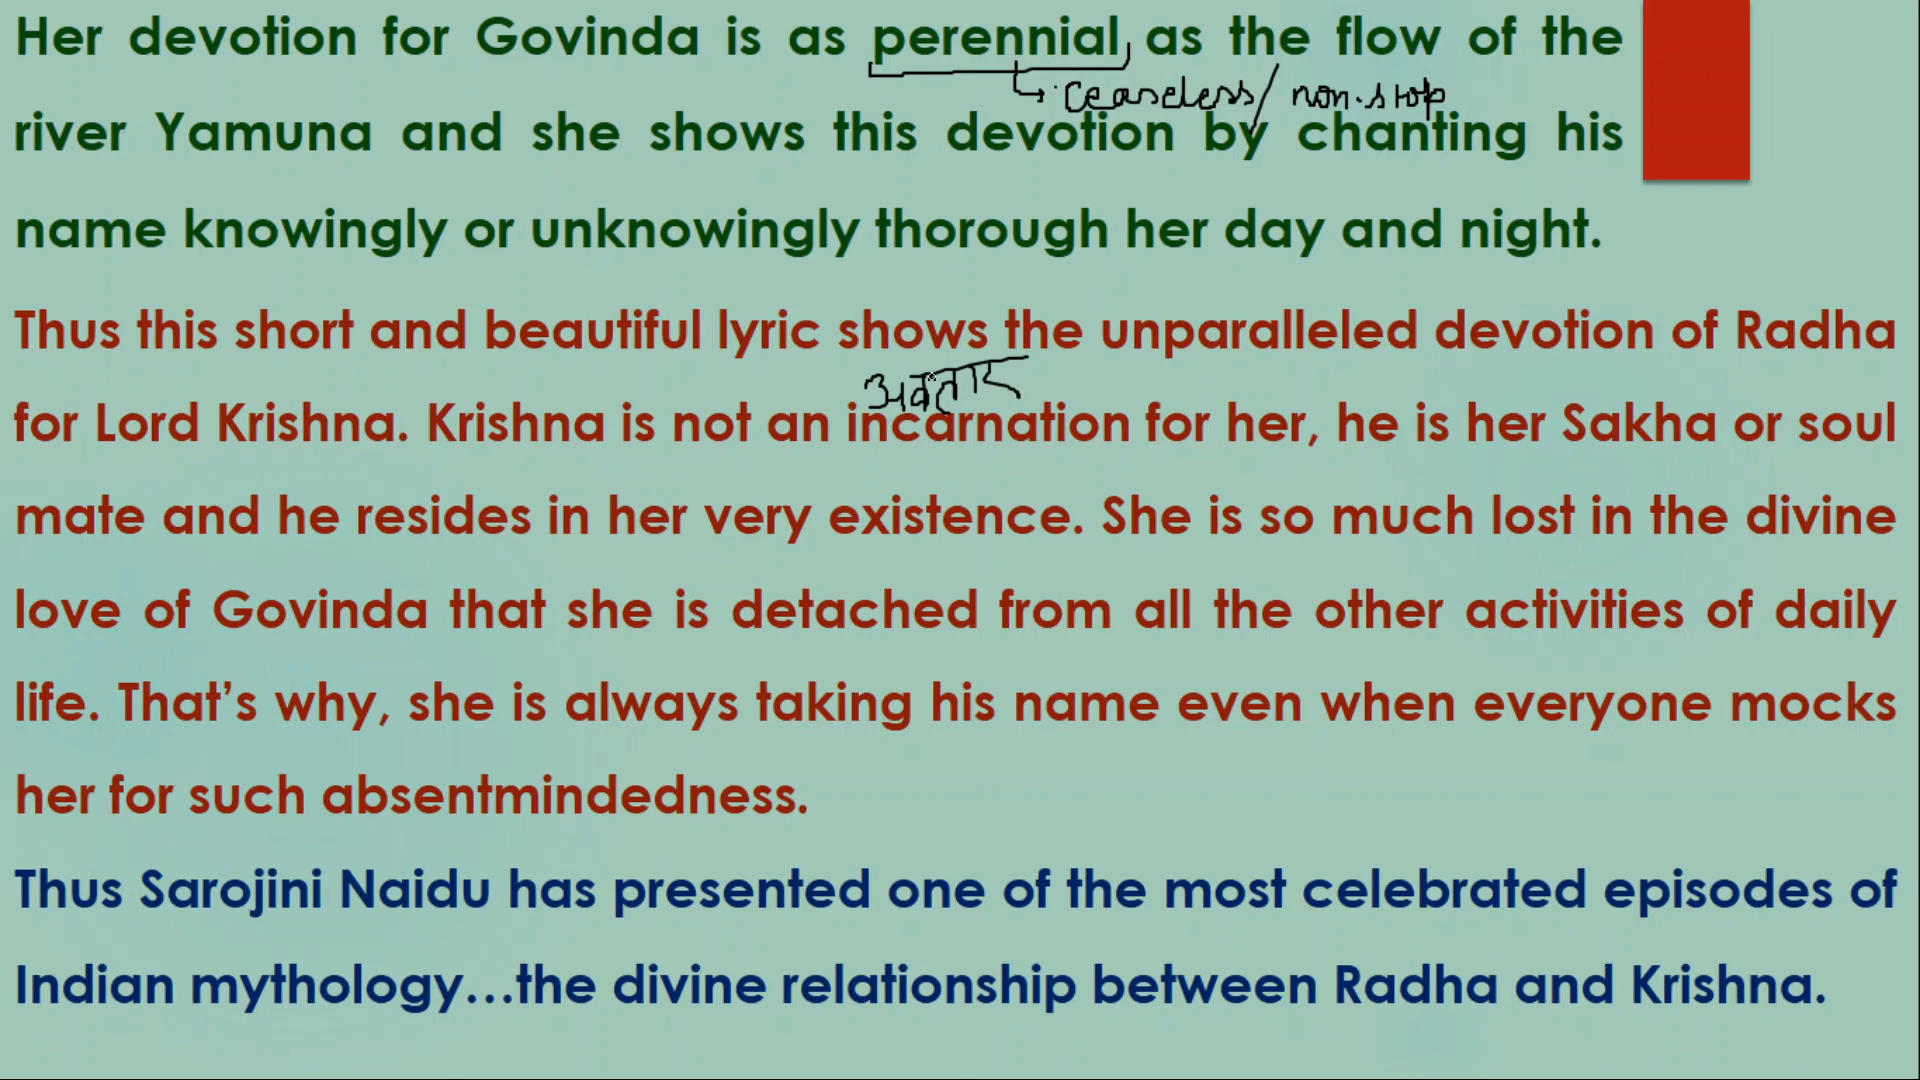 Her devotion for Govinda is as perennial as the flow of the
ceaseless/ non-stop
river Yamuna and she shows this devotion by chanting his
name knowingly or unknowingly thorough her day and night.
Thus this short and beautiful lyric shows the unparalleled devotion of Radha
अवतार
for Lord Krishna. Krishna is not an incarnation for her, he is her Sakha or soul
mate and he resides in her very existence. She is so much lost in the divine
love of Govinda that she is detached from all the other activities of daily
life. That's why, she is always taking his name even when everyone mocks
her for such absentmindedness.
Thus Sarojini Naidu has presented one of the most celebrated episodes of
Indian mythology...the divine relationship between Radha and Krishna.